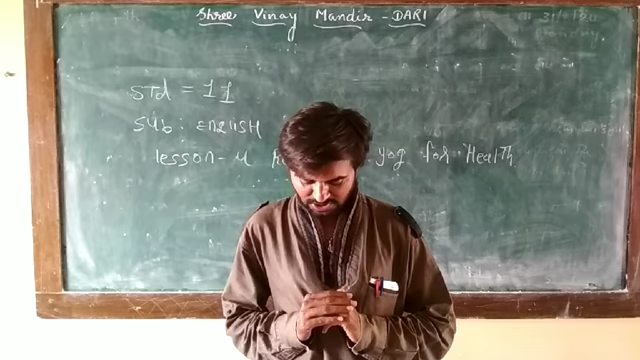 Shree Vinay Mandir - DARI
Std = 11
Sub : ENGLISH
lesson - 4 yog for Health